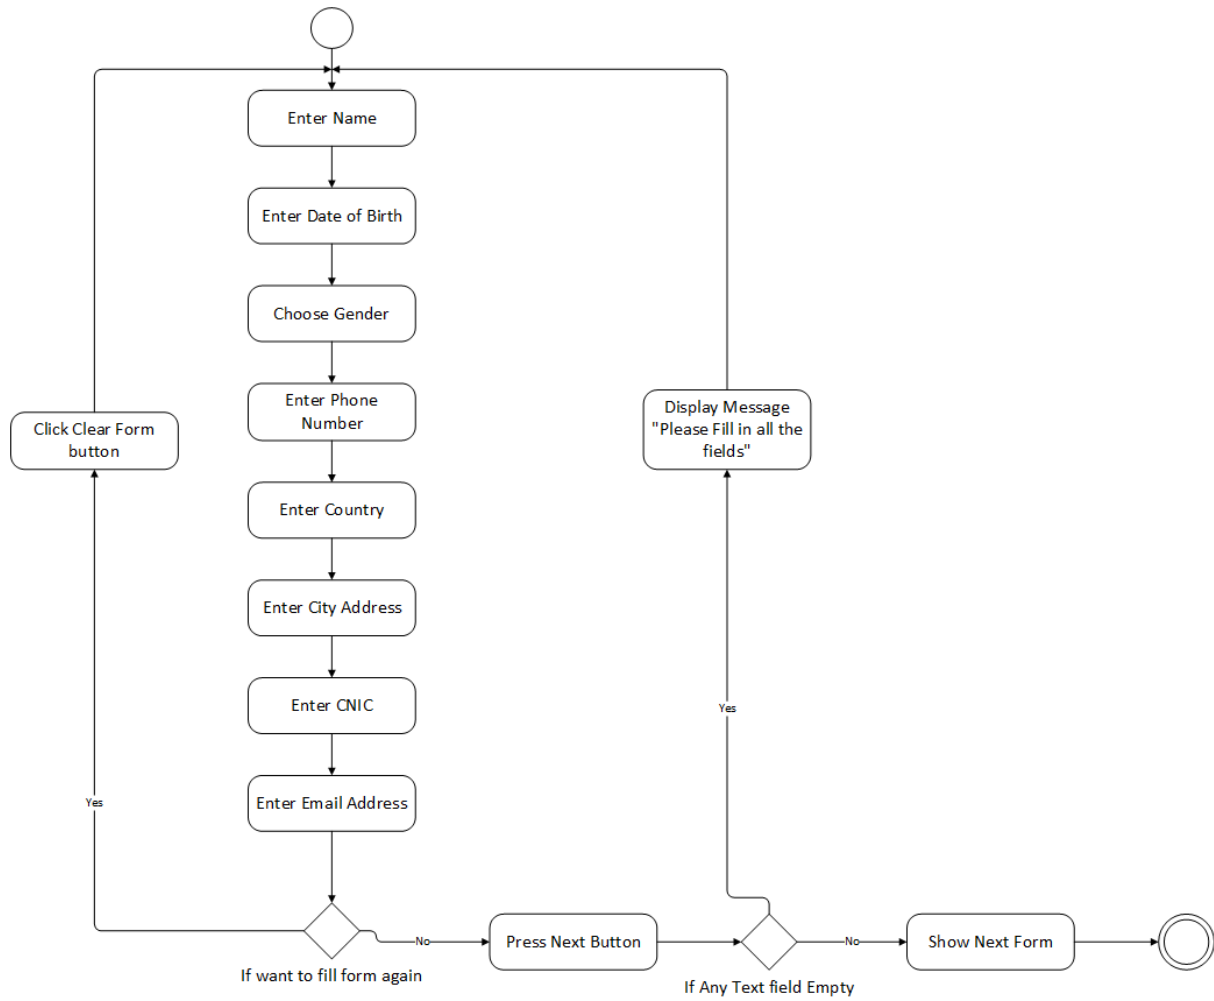 Enter Name
Enter Date of Birth
Choose Gender
Enter Phone
Number
Click Clear Form
button
Display Message
"Please Fill in all the
fields"
Enter Country
Enter City Address
Enter CNIC
Yes
Enter Email Address
Yes
No
Press Next Button
No
Show Next Form
If want to fill form again
If Any Text field Empty